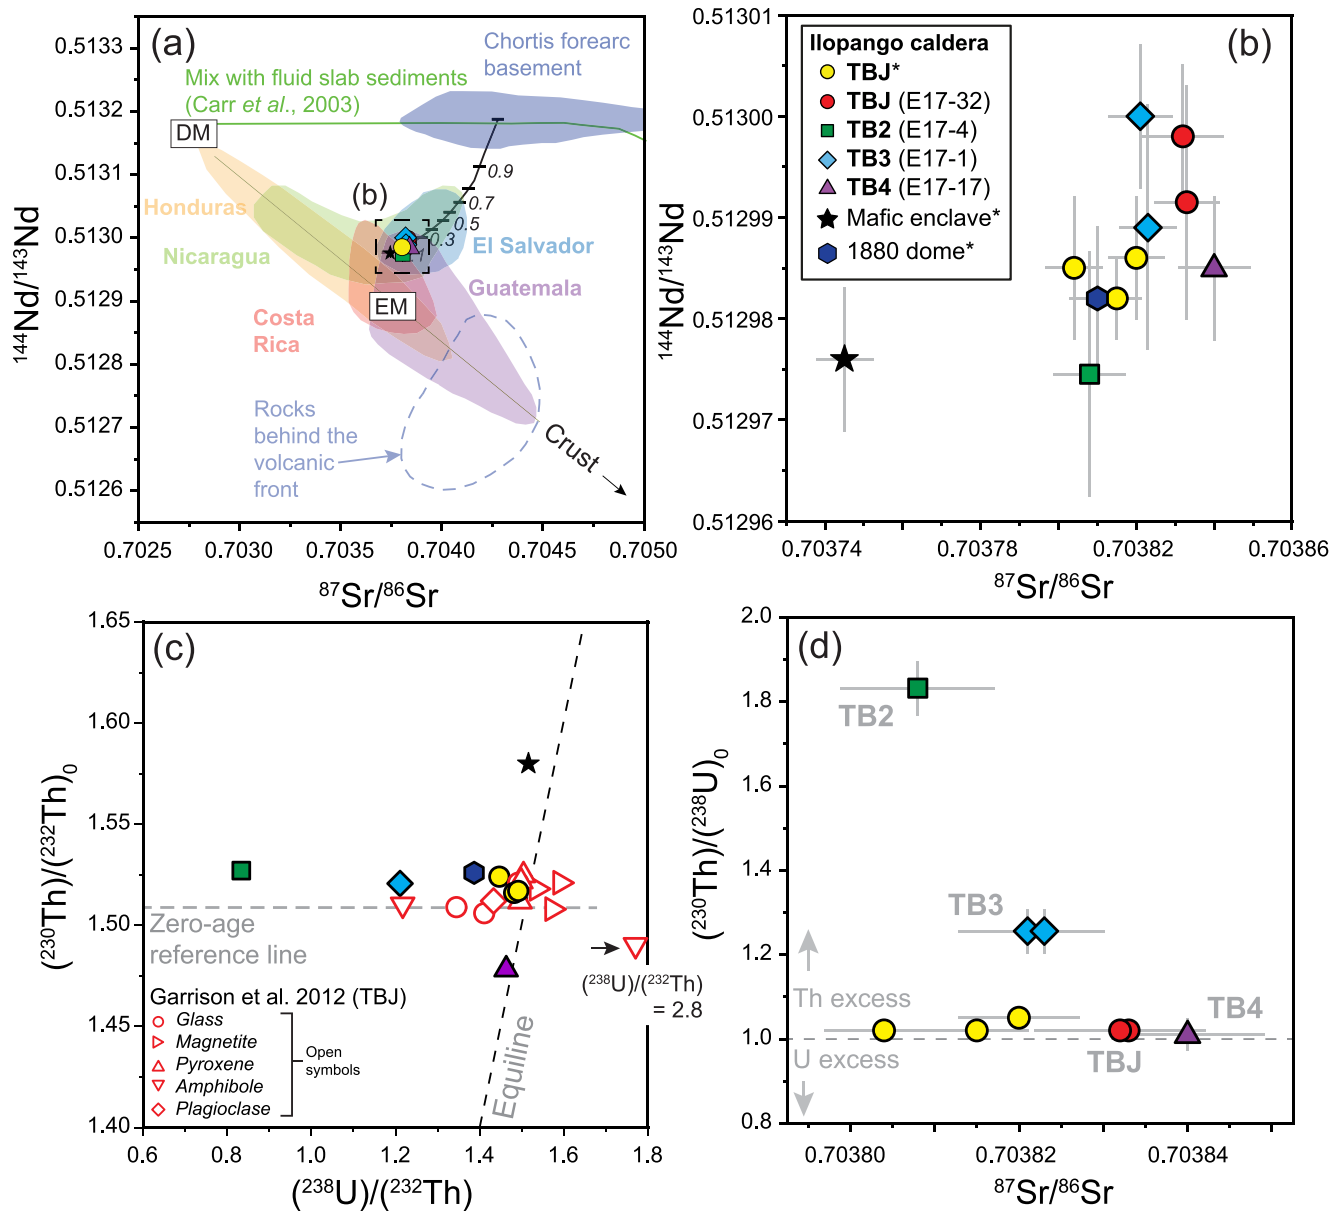 (a)
0.5133
0.5132
0.5131
0.5130
0.5129
0.5128
0.5127
0.5126
¹⁴⁴Nd/¹⁴³Nd
Chortis forearc
basement
Mix with fluid slab sediments
(Carr et al., 2003)
DM
Honduras
Nicaragua
(b)
0.9
0.7
0.5
0.3
.1
El Salvador
Guatemala
EM
Costa
Rica
Rocks
behind the
volcanic
front
Crust
0.7025
0.7030
0.7035
0.7040
0.7045
0.7050
⁸⁷Sr/⁸⁶Sr
(b)
0.51301
0.51300
0.51299
0.51298
0.51297
0.51296
¹⁴⁴Nd/¹⁴³Nd
Ilopango caldera
TBJ*
TBJ (E17-32)
TB2 (E17-4)
TB3 (E17-1)
TB4 (E17-17)
Mafic enclave*
1880 dome*
0.70374
0.70378
0.70382
0.70386
⁸⁷Sr/⁸⁶Sr
(c)
1.65
1.60
1.55
1.50
1.45
1.40
(²³⁰Th)/(²³²Th)₀
Zero-age
reference line
(²³⁸U)/(²³²Th)
= 2.8
Garrison et al. 2012 (TBJ)
Glass
Magnetite
Pyroxene
Amphibole
Plagioclase
Open
symbols
Equiline
0.6
0.8
1.0
1.2
1.4
1.6
1.8
(²³⁸U)/(²³²Th)
(d)
2.0
1.8
1.6
1.4
1.2
1.0
0.8
(²³⁰Th)/(²³⁸U)₀
TB2
TB3
Th excess
U excess
TBJ
TB4
0.70380
0.70382
0.70384
⁸⁷Sr/⁸⁶Sr